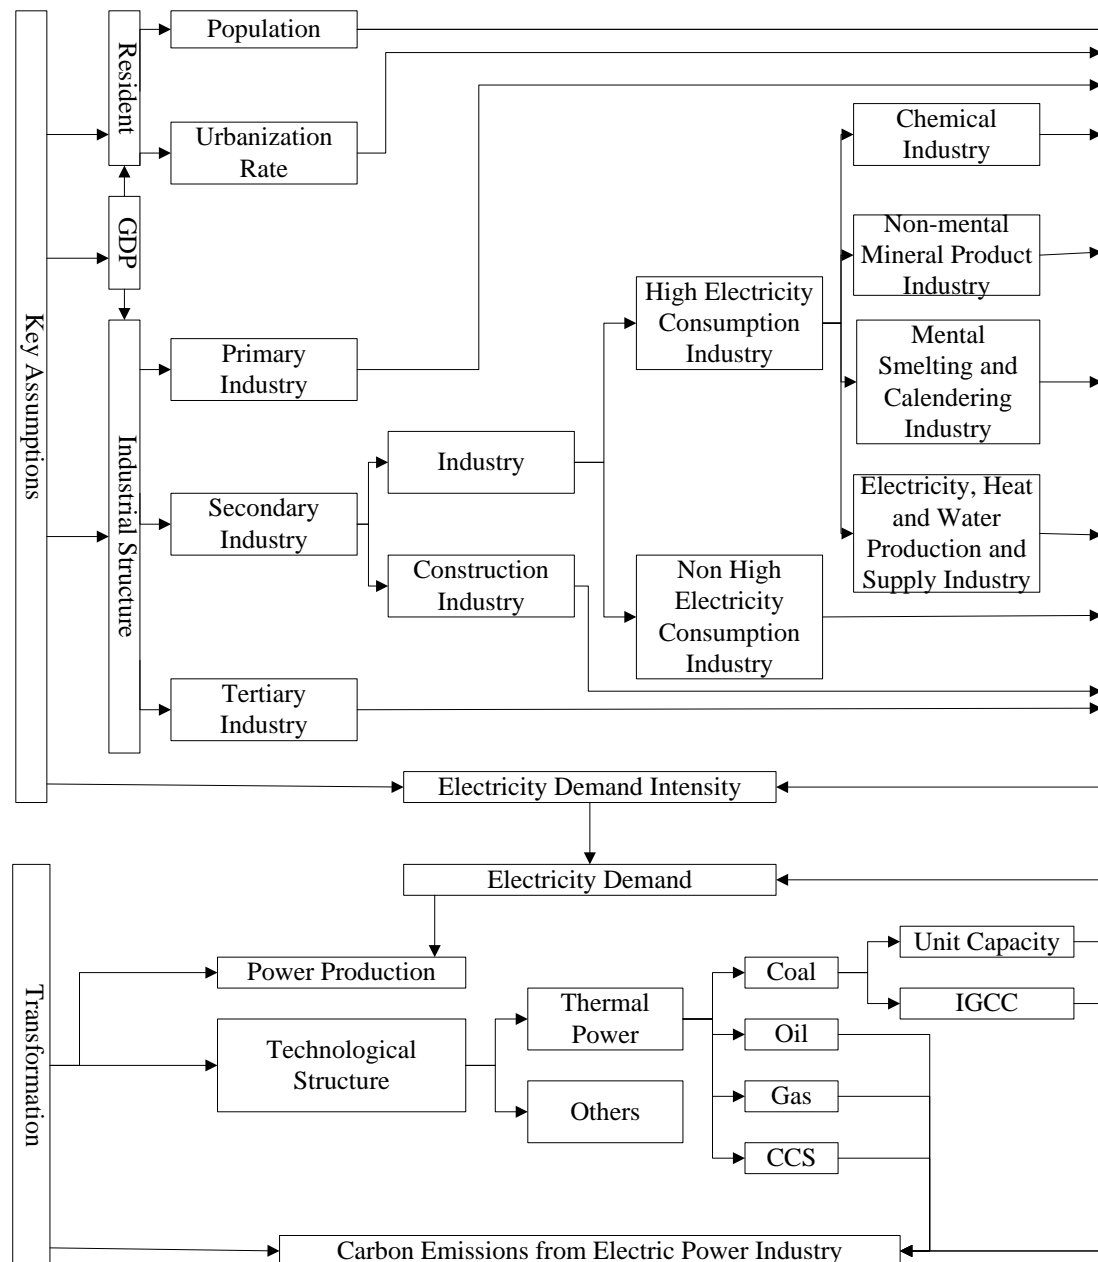 Key Assumptions
Resident
GDP
Industrial Structure
Population
Urbanization
Rate
Primary
Industry
Secondary
Industry
Tertiary
Industry
Industry
Construction
Industry
High Electricity
Consumption
Industry
Non High
Electricity
Consumption
Industry
Chemical
Industry
Non-mental
Mineral Product
Industry
Mental
Smelting and
Calendering
Industry
Electricity, Heat
and Water
Production and
Supply Industry
Electricity Demand Intensity
Electricity Demand
Transformation
Power Production
Technological
Structure
Thermal
Power
Others
Coal
Oil
Gas
CCS
Unit Capacity
IGCC
Carbon Emissions from Electric Power Industry